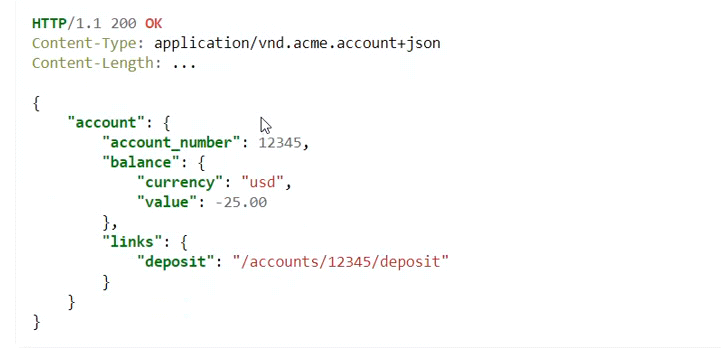 HTTP/1.1 200 OK
Content-Type: application/vnd.acme.account+json
Content-Length: ...
{
    "account": {
        "account_number": 12345,
        "balance": {
            "currency": "usd",
            "value": -25.00
        },
        "links": {
            "deposit": "/accounts/12345/deposit"
        }
    }
}